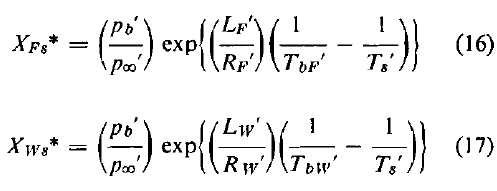 X_{Fs}* = (p_b′/p_∞′) exp{(L_F′/R_F′)(1/T_{bF}′ − 1/T_s′)} (16)
X_{Ws}* = (p_b′/p_∞′) exp{(L_W′/R_W′)(1/T_{bW}′ − 1/T_s′)} (17)